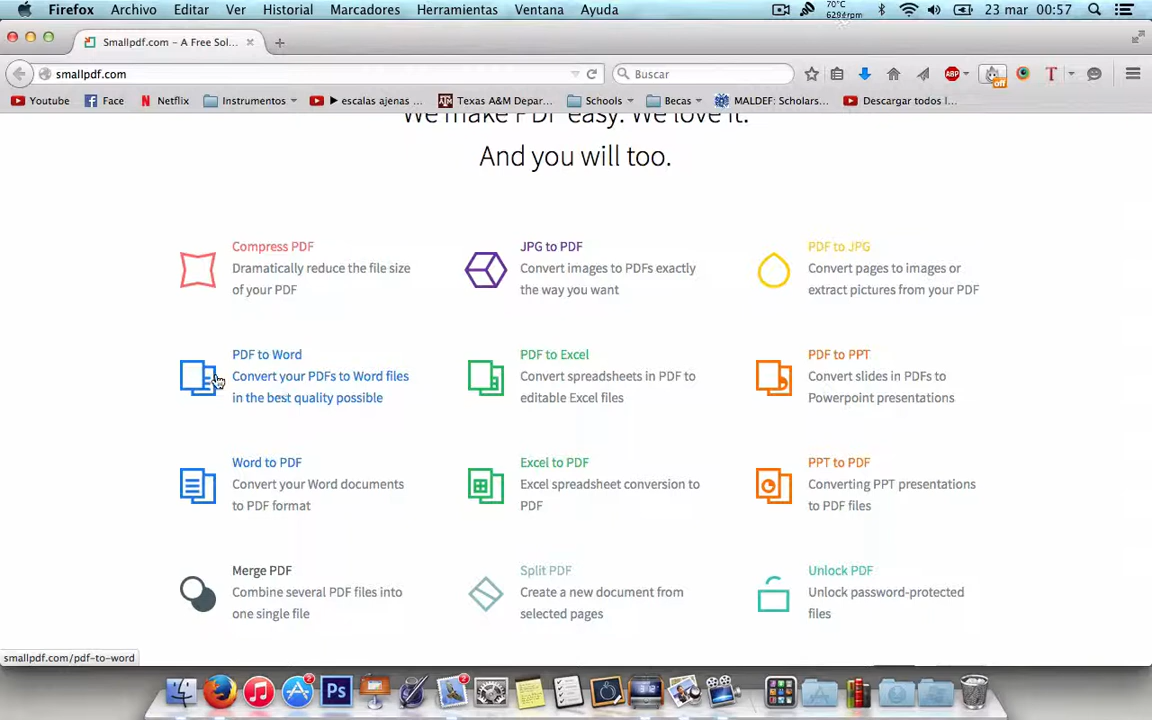 Firefox Archivo Editar Ver Historial Marcadores Herramientas Ventana Ayuda 70°C 6291rpm 23 mar 00:57
Smallpdf.com – A Free Sol...
smallpdf.com Buscar ABP off T
Youtube Face Netflix Instrumentos escalas ajenas ... Texas A&M Depar... Schools Becas MALDEF: Scholars... Descargar todos l...
We make PDF easy. We love it.
And you will too.
Compress PDF
Dramatically reduce the file size
of your PDF
JPG to PDF
Convert images to PDFs exactly
the way you want
PDF to JPG
Convert pages to images or
extract pictures from your PDF
PDF to Word
Convert your PDFs to Word files
in the best quality possible
PDF to Excel
Convert spreadsheets in PDF to
editable Excel files
PDF to PPT
Convert slides in PDFs to
Powerpoint presentations
Word to PDF
Convert your Word documents
to PDF format
Excel to PDF
Excel spreadsheet conversion to
PDF
PPT to PDF
Converting PPT presentations
to PDF files
Merge PDF
Combine several PDF files into
one single file
Split PDF
Create a new document from
selected pages
Unlock PDF
Unlock password-protected
files
smallpdf.com/pdf-to-word
Ps